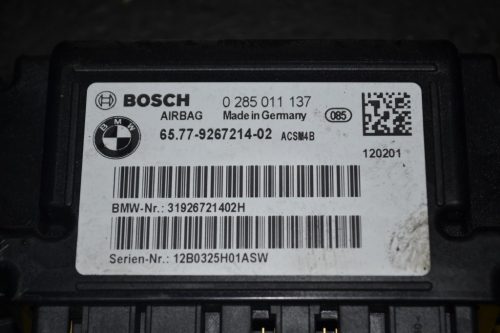 BOSCH 0 285 011 137
AIRBAG Made in Germany 085
BMW 65.77-9267214-02 ACSM4B
120201
BMW-Nr.: 31926721402H
Serien-Nr.: 12B0325H01ASW